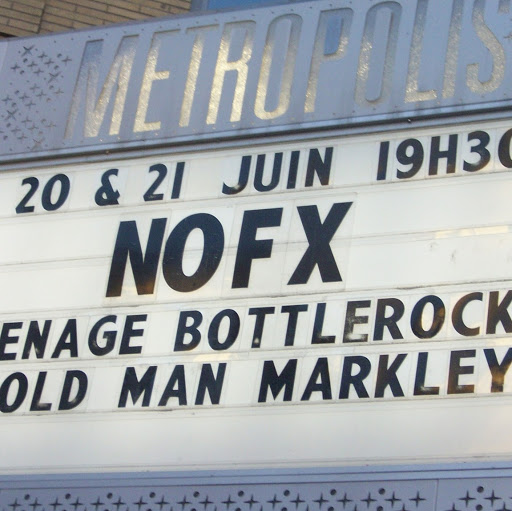 METROPOLIS
20 & 21 JUIN 19H30
NOFX
ENAGE BOTTLEROCK
OLD MAN MARKLEY